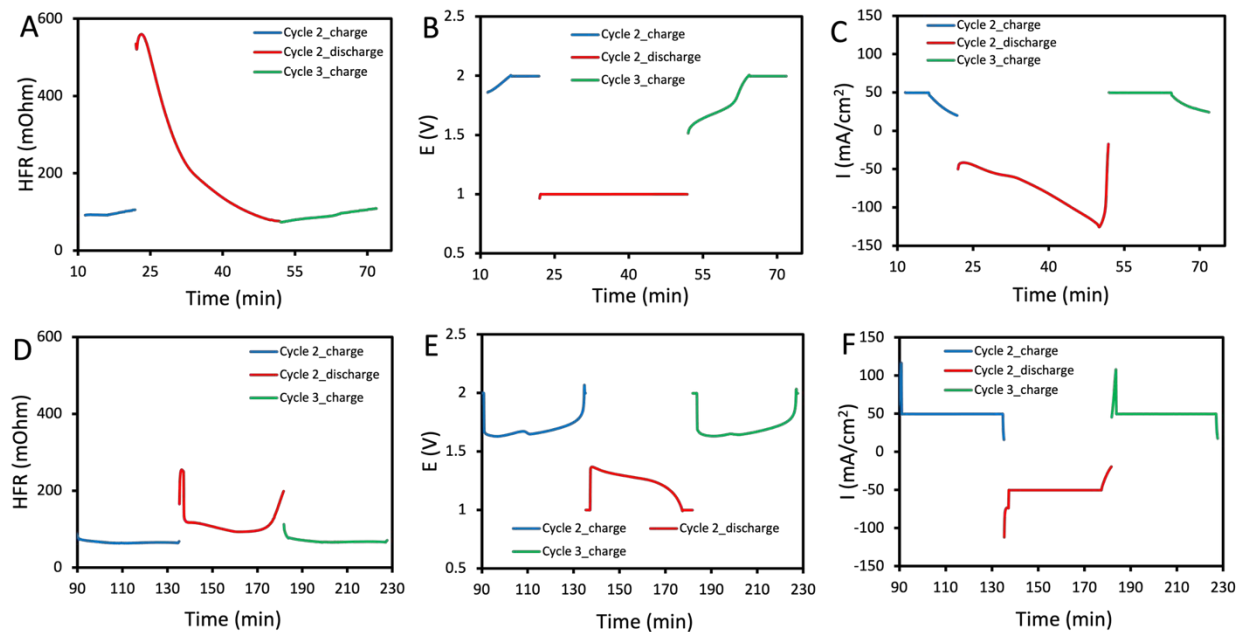 A
HFR (mOhm)
600
400
200
0
10 25 40 55 70
Time (min)
Cycle 2_charge
Cycle 2_discharge
Cycle 3_charge
B
E (V)
2.5
2
1.5
1
0.5
10 25 40 55 70
Time (min)
Cycle 2_charge
Cycle 2_discharge
Cycle 3_charge
C
I (mA/cm²)
150
100
50
0
-50
-100
-150
10 25 40 55 70
Time (min)
Cycle 2_charge
Cycle 2_discharge
Cycle 3_charge
D
HFR (mOhm)
600
400
200
0
90 110 130 150 170 190 210 230
Time (min)
Cycle 2_charge
Cycle 2_discharge
Cycle 3_charge
E
E (V)
2.5
2
1.5
1
0.5
90 110 130 150 170 190 210 230
Time (min)
Cycle 2_charge
Cycle 2_discharge
Cycle 3_charge
F
I (mA/cm²)
150
100
50
0
-50
-100
-150
90 110 130 150 170 190 210 230
Time (min)
Cycle 2_charge
Cycle 2_discharge
Cycle 3_charge